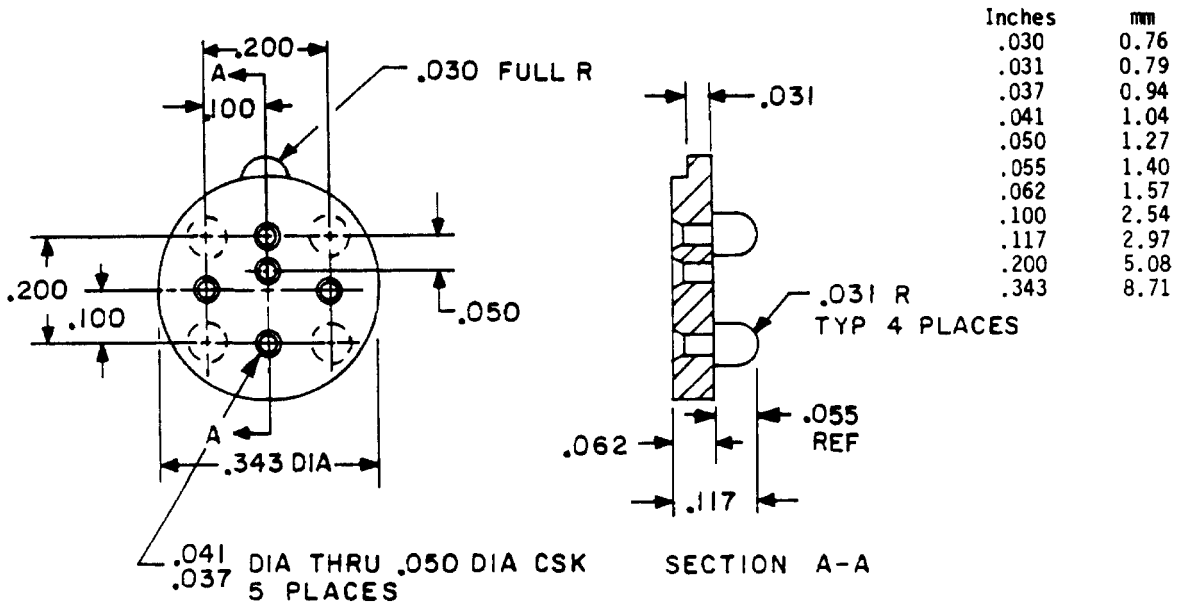 .200
A
.030 FULL R
.100
.200
.100
.050
A
.343 DIA
.041
.037 DIA THRU .050 DIA CSK
5 PLACES
.031
.031 R
TYP 4 PLACES
.055
REF
.062
.117
SECTION A-A
Inches mm
.030 0.76
.031 0.79
.037 0.94
.041 1.04
.050 1.27
.055 1.40
.062 1.57
.100 2.54
.117 2.97
.200 5.08
.343 8.71